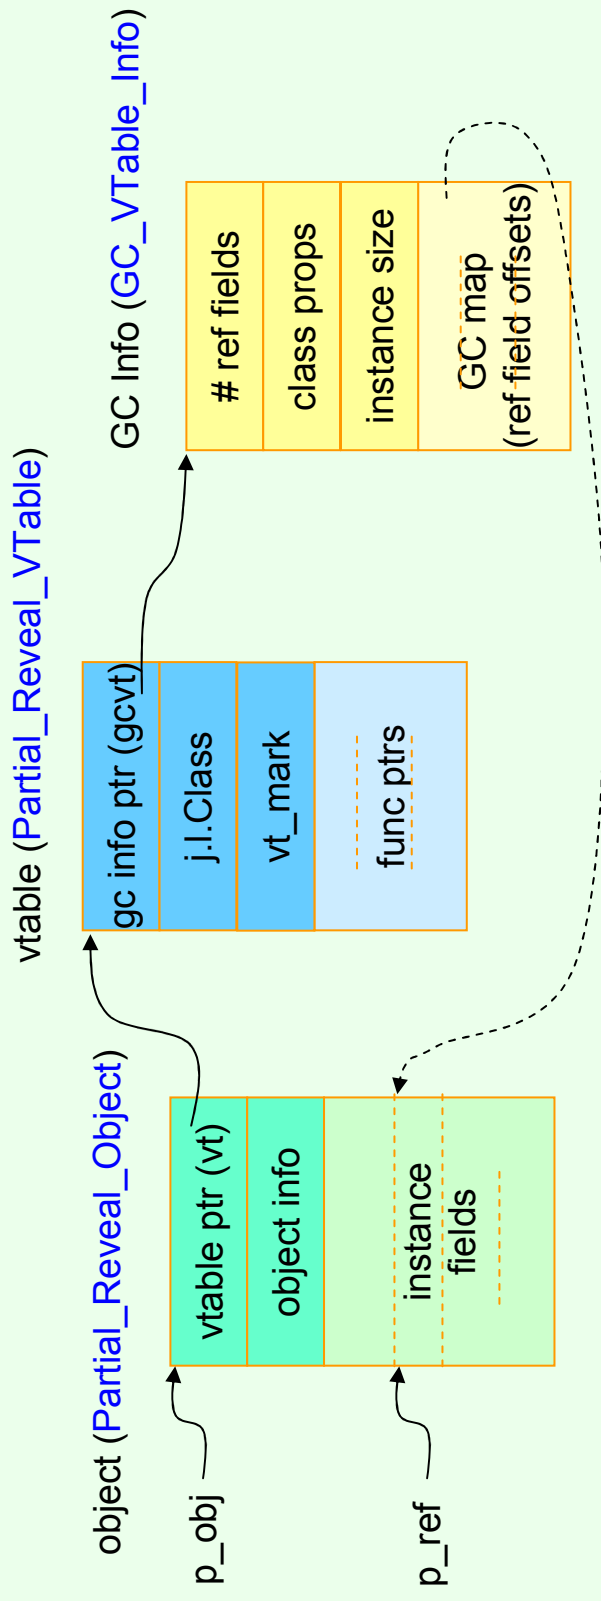 object (Partial_Reveal_Object)
vtable ptr (vt)
object info
instance
fields
p_obj
p_ref
vtable (Partial_Reveal_VTable)
gc info ptr (gcvt)
j.l.Class
vt_mark
func ptrs
GC Info (GC_VTable_Info)
# ref fields
class props
instance size
GC map
(ref field offsets)